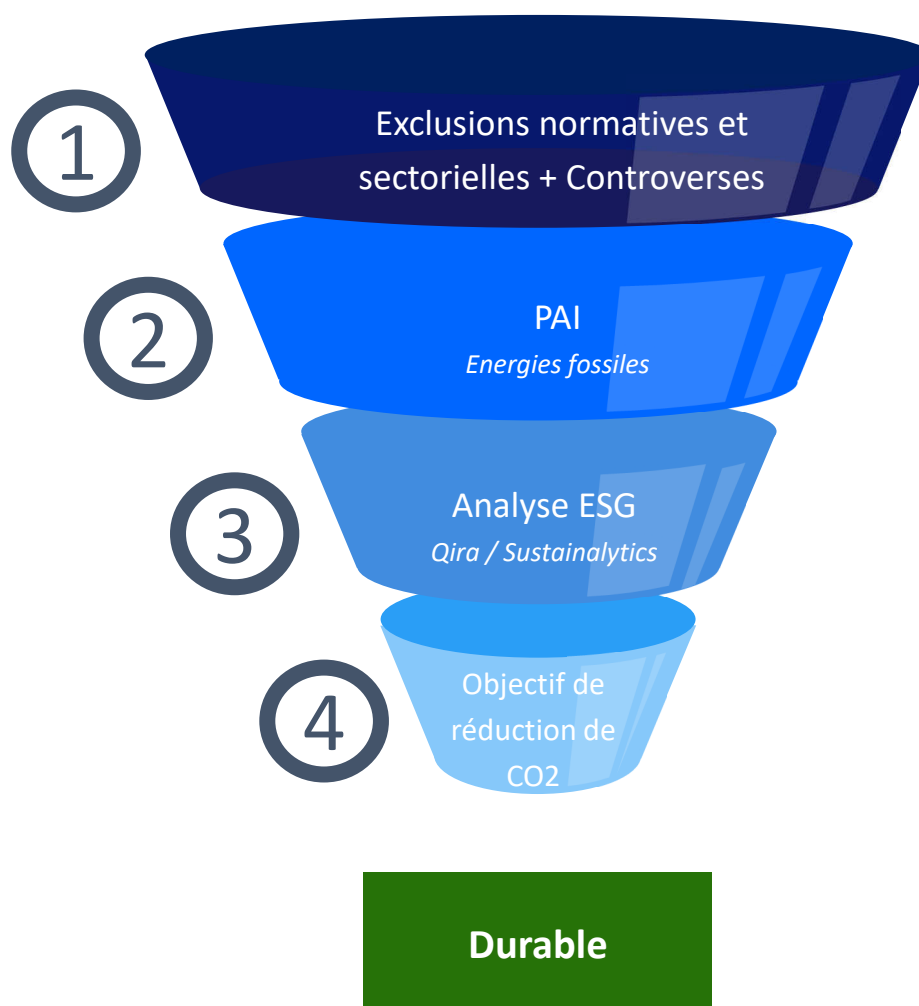 1
Exclusions normatives et
sectorielles + Controverses
2
PAI
Energies fossiles
3
Analyse ESG
Qira / Sustainalytics
4
Objectif de
réduction de
CO2
Durable